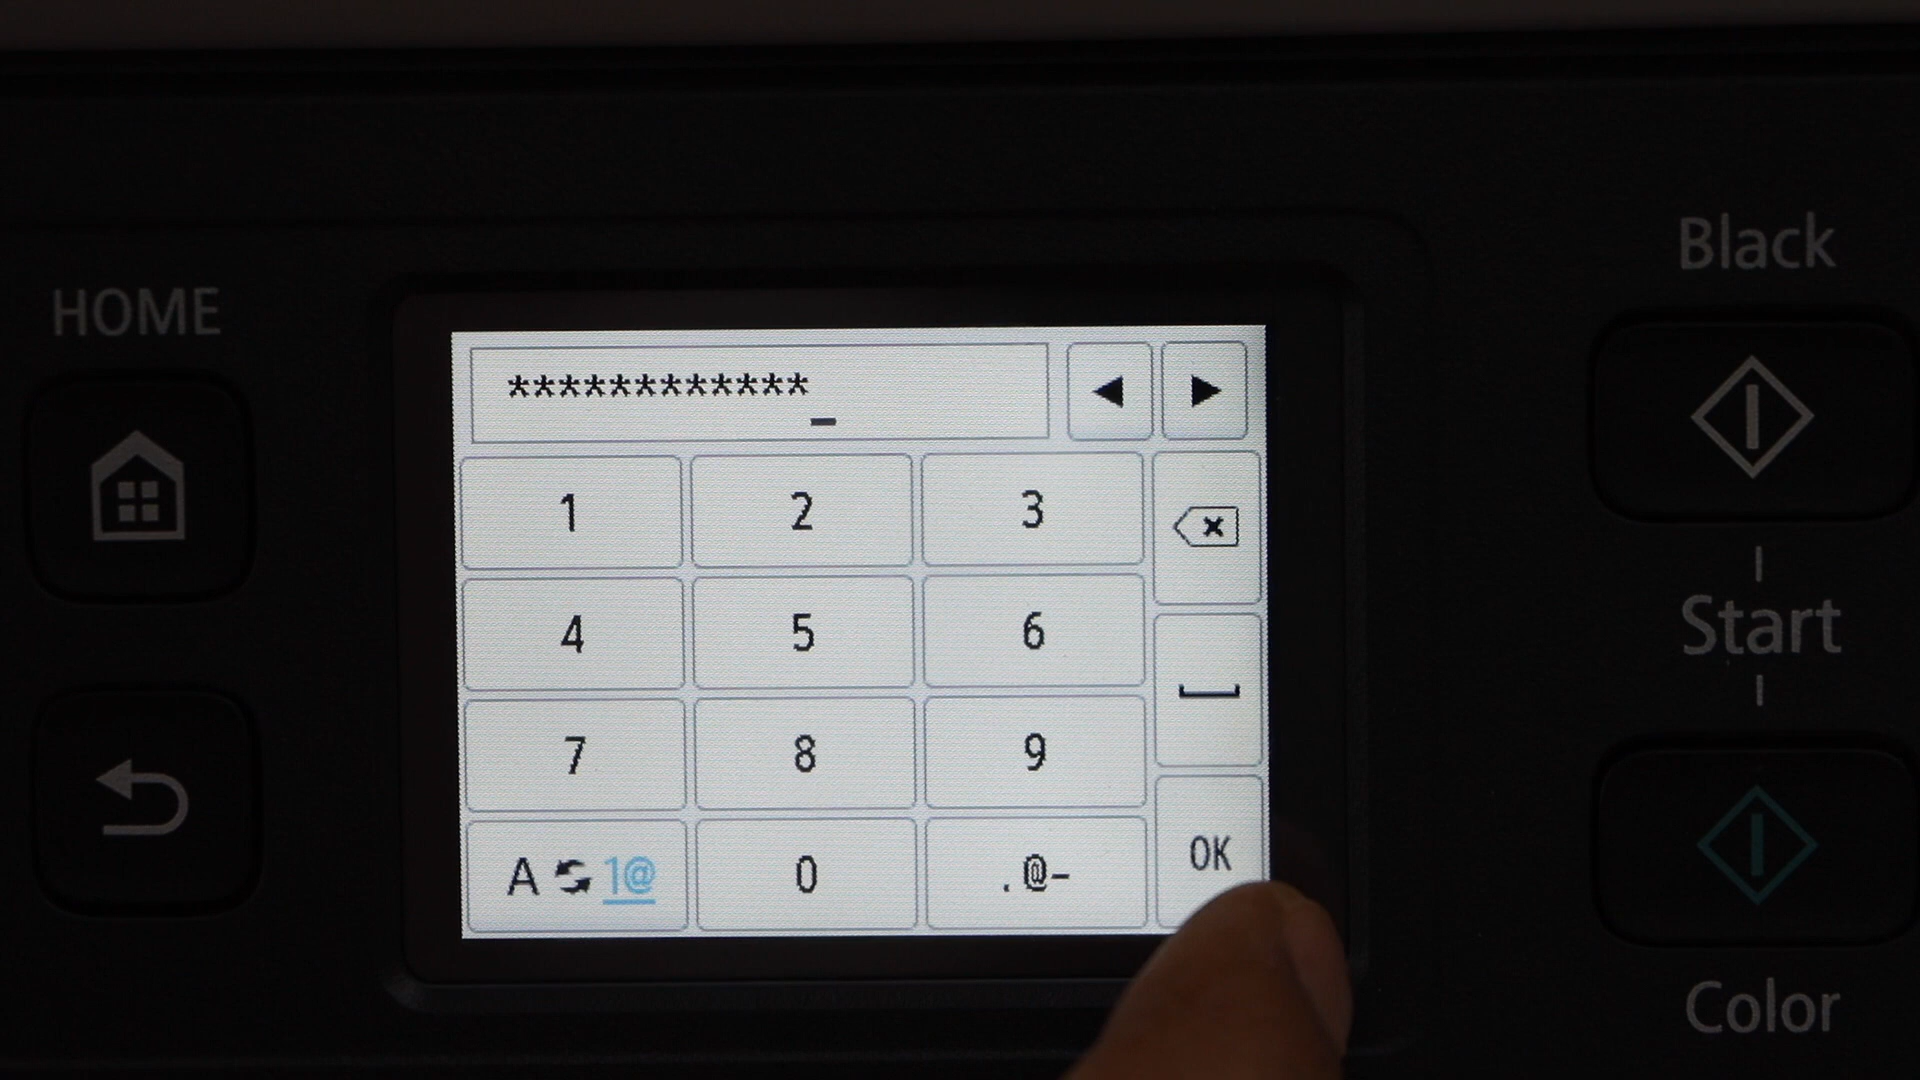 HOME
************_
1 2 3
4 5 6
7 8 9
A 1@ 0 .@-
OK
Black
Start
Color